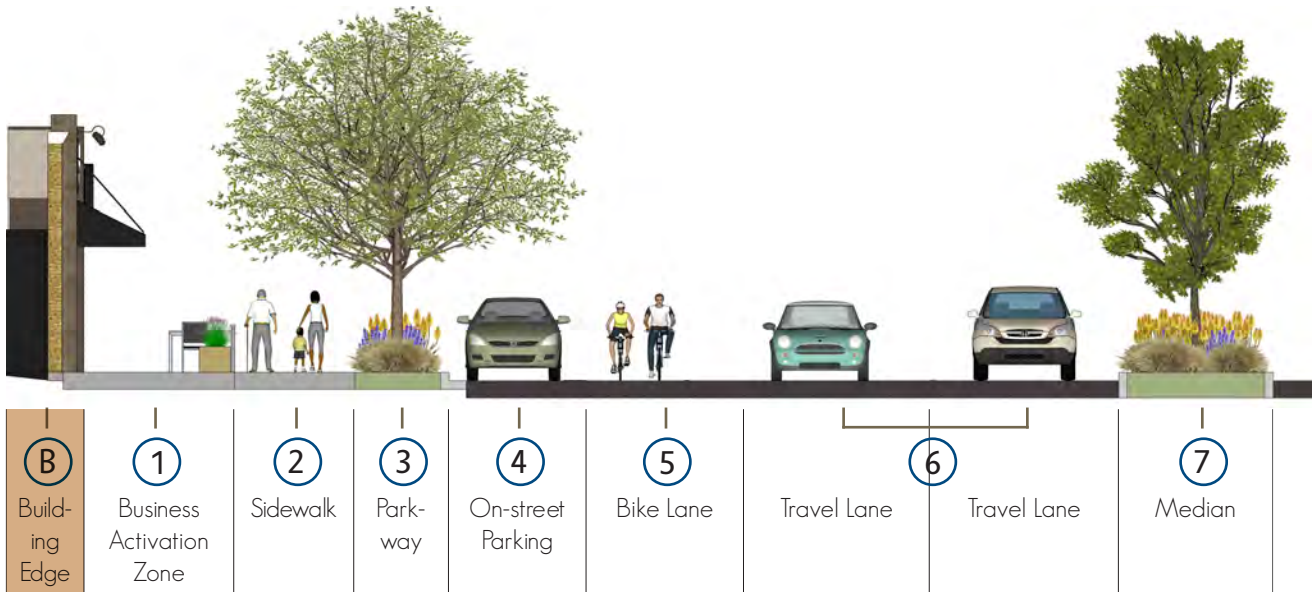 B
Build-
ing
Edge
1
Business
Activation
Zone
2
Sidewalk
3
Park-
way
4
On-street
Parking
5
Bike Lane
6
Travel Lane
Travel Lane
7
Median